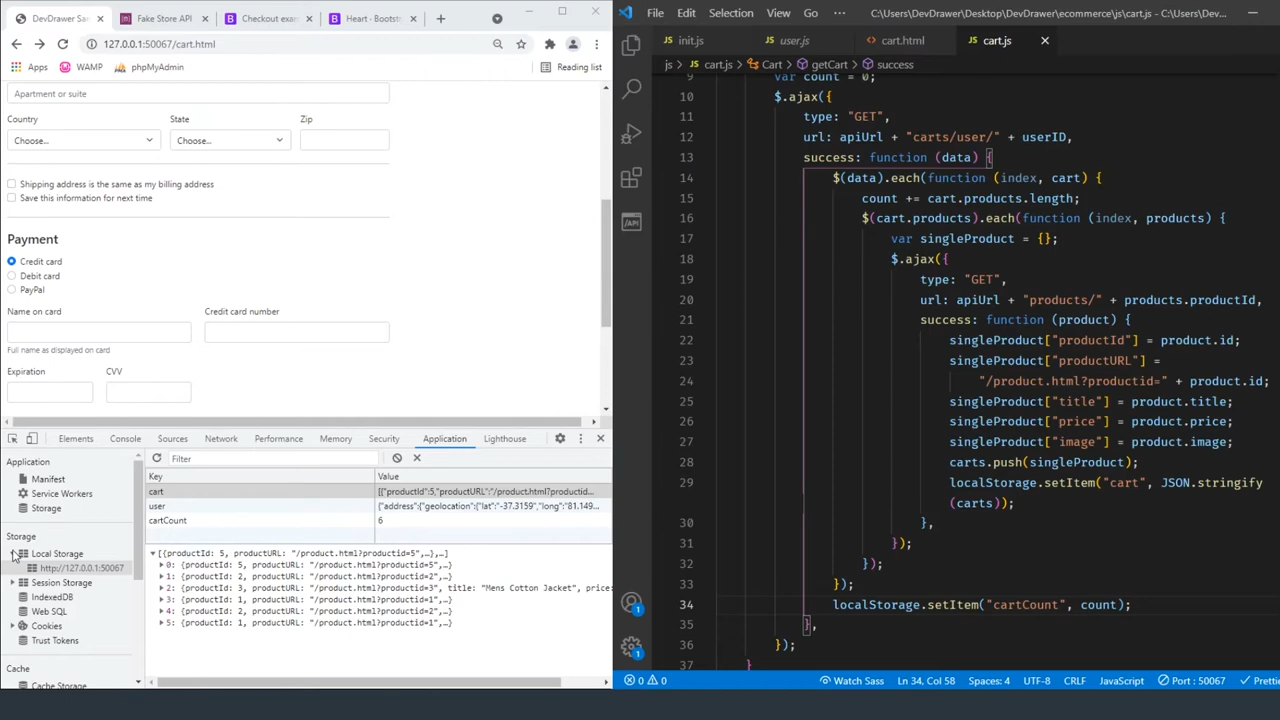 DevDrawer Sam
Fake Store API
Checkout exam
Heart - Bootstr
127.0.0.1:50067/cart.html
Apps
WAMP
phpMyAdmin
Reading list
Apartment or suite
Country
State
Zip
Choose...
Choose...
Shipping address is the same as my billing address
Save this information for next time
Payment
Credit card
Debit card
PayPal
Name on card
Credit card number
Full name as displayed on card
Expiration
CVV
Elements
Console
Sources
Network
Performance
Memory
Security
Application
Lighthouse
Application
Manifest
Service Workers
Storage
Storage
Local Storage
http://127.0.0.1:50067
Session Storage
IndexedDB
Web SQL
Cookies
Trust Tokens
Cache
Cache Storage
Filter
Key
Value
cart
[{"productId":5,"productURL":"/product.html?productid...
user
{"address":{"geolocation":{"lat":"-37.3159","long":"81.149...
cartCount
6
[{productId: 5, productURL: "/product.html?productid=5",…},…]
0: {productId: 5, productURL: "/product.html?productid=5",…}
1: {productId: 2, productURL: "/product.html?productid=2",…}
2: {productId: 3, productURL: "/product.html?productid=3", title: "Mens Cotton Jacket", price:
3: {productId: 1, productURL: "/product.html?productid=1",…}
4: {productId: 2, productURL: "/product.html?productid=2",…}
5: {productId: 1, productURL: "/product.html?productid=1",…}
File
Edit
Selection
View
Go
...
C:\Users\DevDrawer\Desktop\DevDrawer\ecommerce\js\cart.js - Dev...
init.js
user.js
cart.html
cart.js
js > cart.js > Cart > getCart > success
9 var count = 0;
10 $.ajax({
11 type: "GET",
12 url: apiUrl + "carts/user/" + userID,
13 success: function (data) {
14 $(data).each(function (index, cart) {
15 count += cart.products.length;
16 $(cart.products).each(function (index, products) {
17 var singleProduct = {};
18 $.ajax({
19 type: "GET",
20 url: apiUrl + "products/" + products.productId,
21 success: function (product) {
22 singleProduct["productId"] = product.id;
23 singleProduct["productURL"] =
24 "/product.html?productid=" + product.id;
25 singleProduct["title"] = product.title;
26 singleProduct["price"] = product.price;
27 singleProduct["image"] = product.image;
28 carts.push(singleProduct);
29 localStorage.setItem("cart", JSON.stringify
(carts));
30 },
31 });
32 });
33 });
34 localStorage.setItem("cartCount", count);
35 },
36 });
37 }
/API
1
1
0
0
Watch Sass
Ln 34, Col 58
Spaces: 4
UTF-8
CRLF
JavaScript
Port : 50067